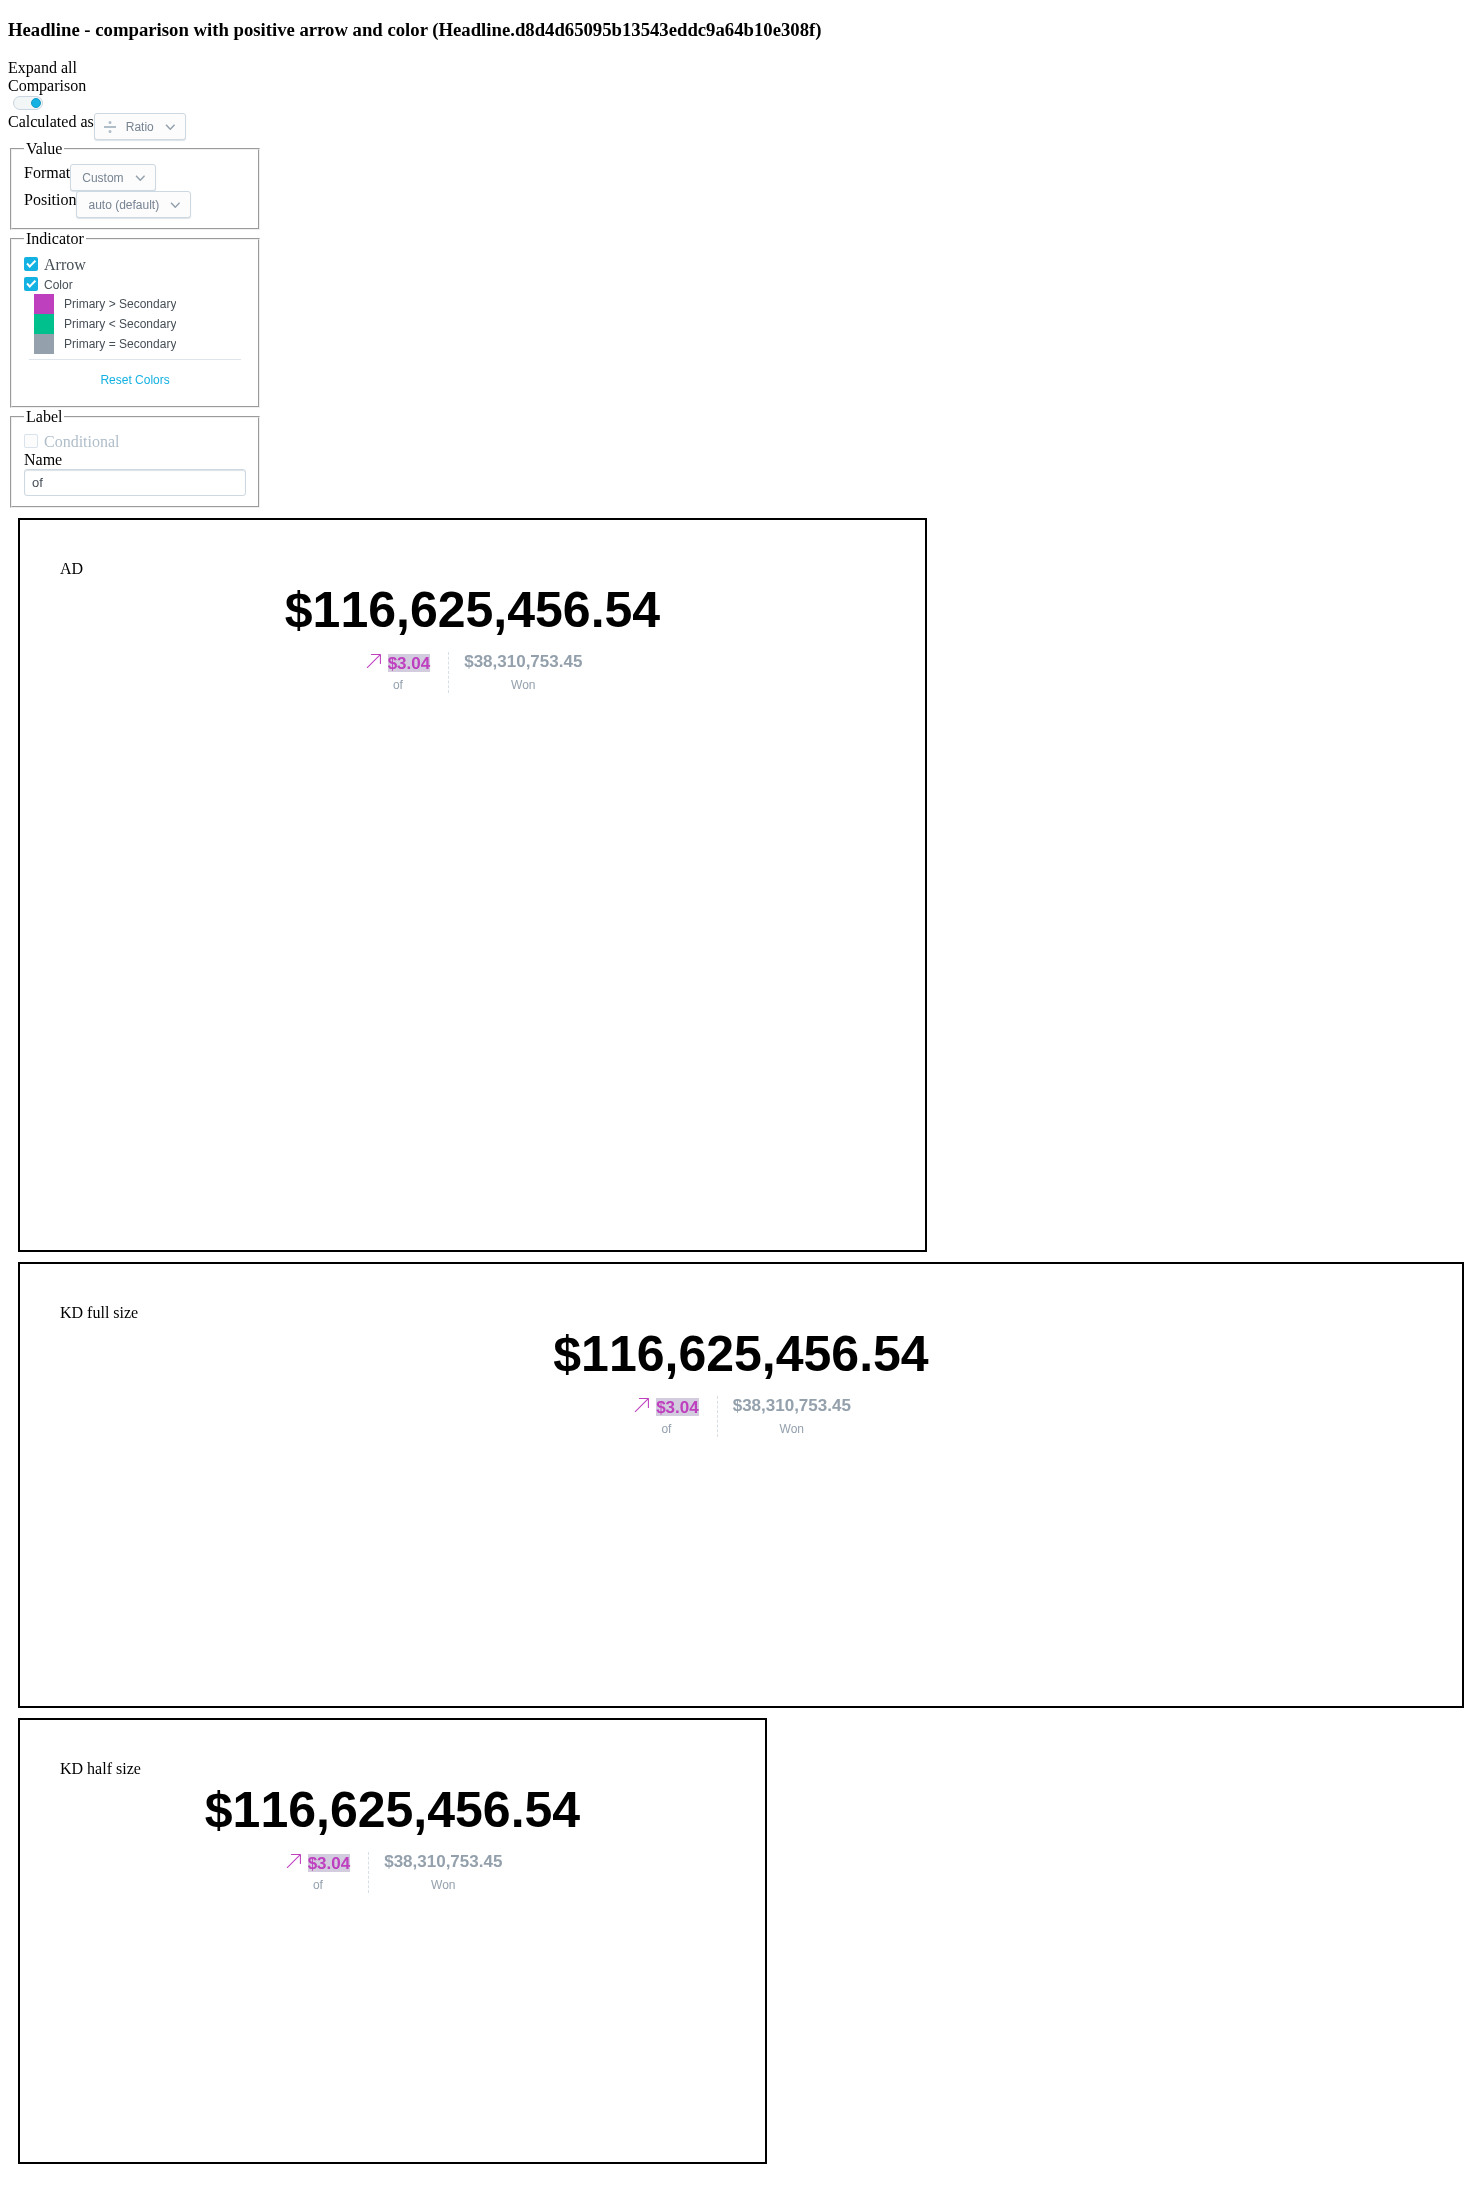 Headline - comparison with positive arrow and color (Headline.d8d4d65095b13543eddc9a64b10e308f)
Expand all
Comparison
Calculated as Ratio
Value
Format Custom
Position auto (default)
Indicator
Arrow
Color
Primary > Secondary
Primary < Secondary
Primary = Secondary
Reset Colors
Label
Conditional
Name
of
AD
$116,625,456.54
$3.04 $38,310,753.45
of Won
KD full size
$116,625,456.54
$3.04 $38,310,753.45
of Won
KD half size
$116,625,456.54
$3.04 $38,310,753.45
of Won